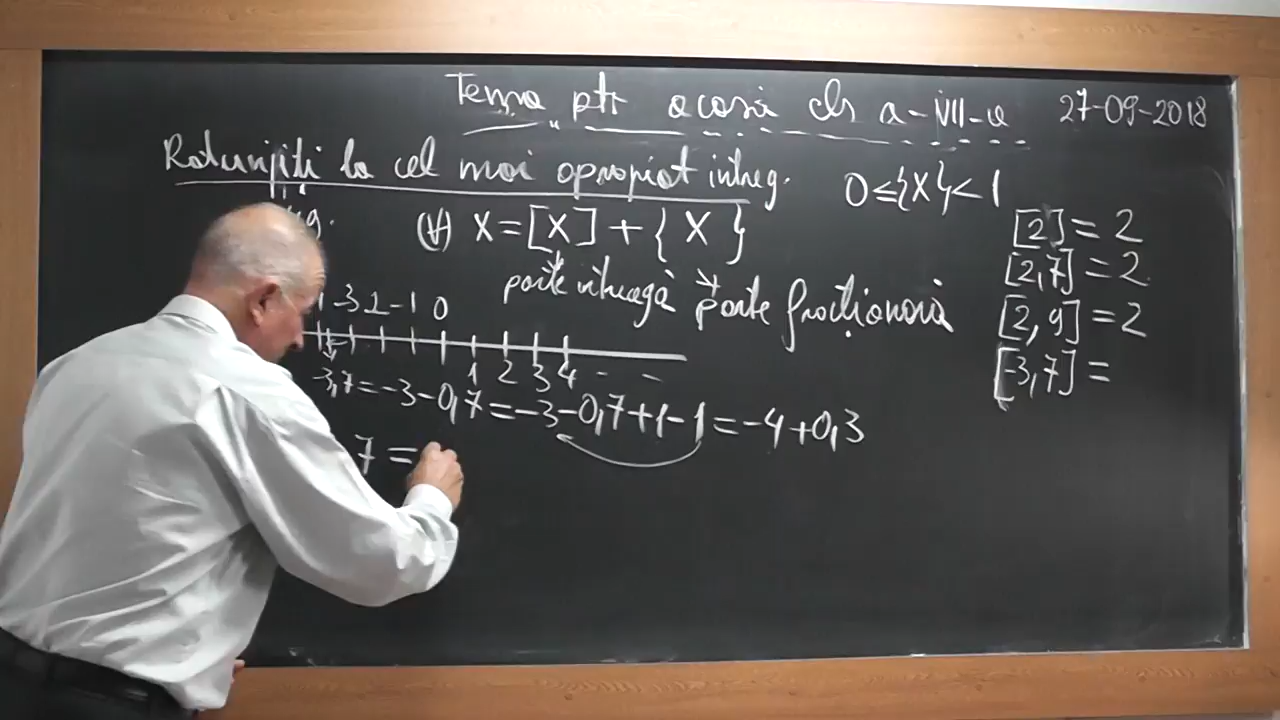 Tema ptr acasă cls a-VII-a 27-09-2018
Rotunjiți la cel mai apropiat întreg.
0≤{X}<1
(∀) X=[X]+{X}
parte întreagă parte fracționară
[2]=2
[2,7]=2
[2,9]=2
[-3,7]=
-3 -2 -1 0
1 2 3 4 - -
-3,7=-3-0,7=-3-0,7+1-1=-4+0,3
7=